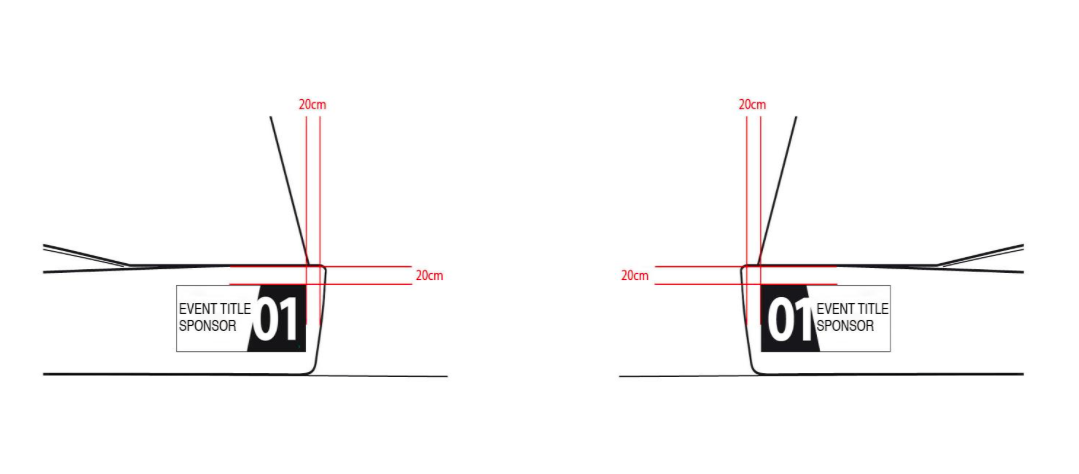 20cm
20cm
20cm
20cm
EVENT TITLE
SPONSOR
01
01
EVENT TITLE
SPONSOR